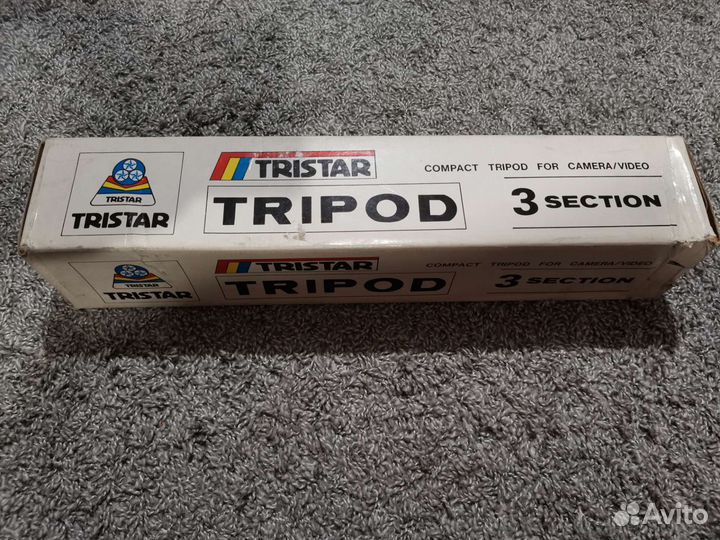 TRISTAR
TRISTAR
TRISTAR
TRIPOD
COMPACT TRIPOD FOR CAMERA/VIDEO
3 SECTION
TRISTAR
TRISTAR
TRISTAR
TRIPOD
COMPACT TRIPOD FOR CAMERA/VIDEO
3 SECTION
Avito